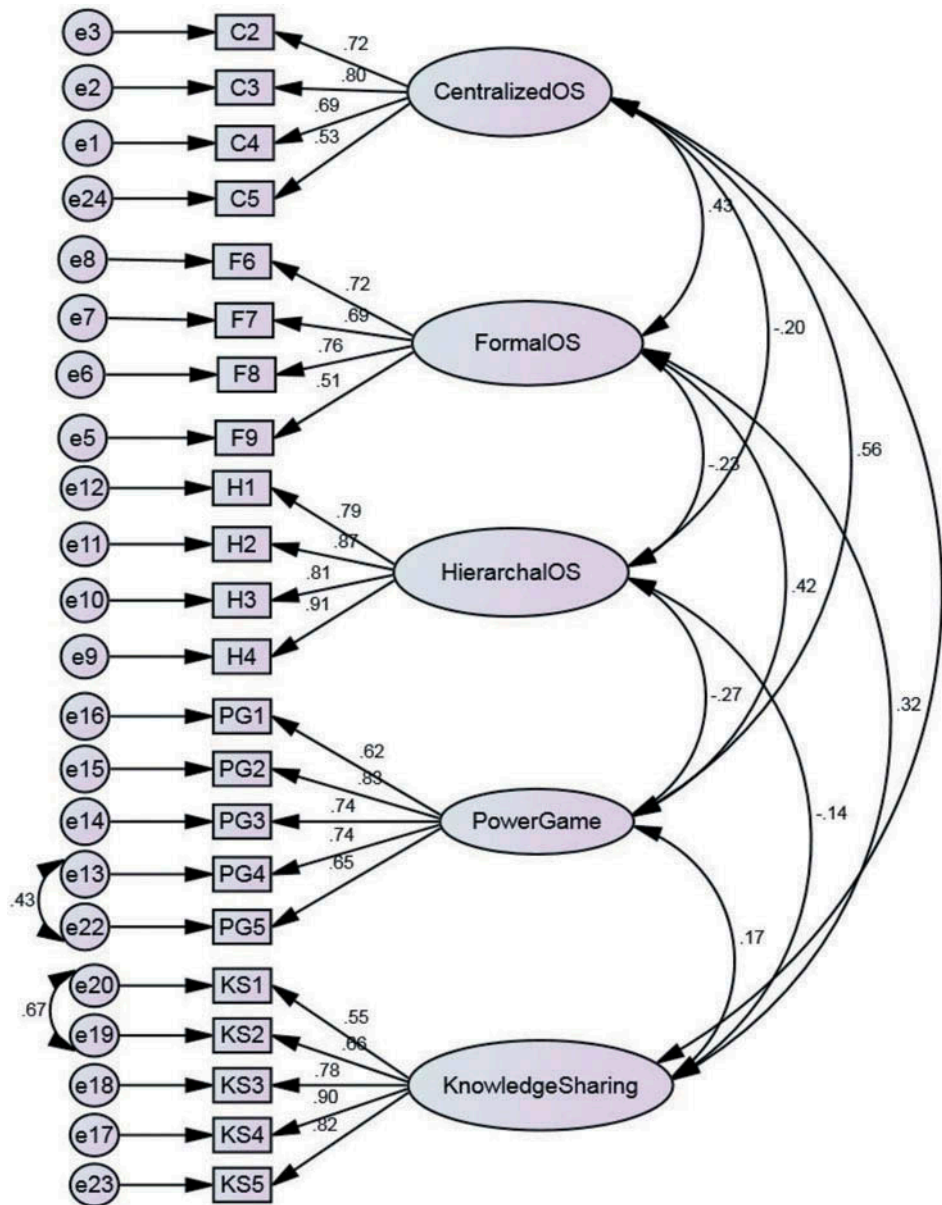 e3 C2 .72
e2 C3 .80 CentralizedOS
e1 C4 .69
e24 C5 .53
.43
e8 F6 .72
e7 F7 .69 FormalOS -.20
e6 F8 .76
e5 F9 .51
-.23 .56
e12 H1 .79
e11 H2 .87 HierarchalOS
e10 H3 .81 .42
e9 H4 .91
-.27 .32
e16 PG1 .62
e15 PG2 .83
e14 PG3 .74 PowerGame -.14
e13 PG4 .74
.43
e22 PG5 .65
.17
e20 KS1 .55
.67
e19 KS2 .66
e18 KS3 .78 KnowledgeSharing
e17 KS4 .90
e23 KS5 .82